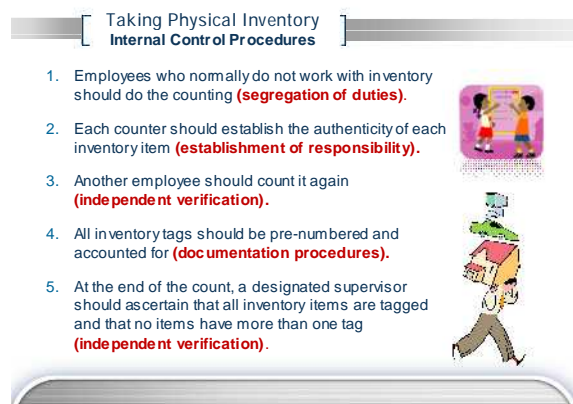 Taking Physical Inventory
Internal Control Procedures
1. Employees who normally do not work with inventory
should do the counting (segregation of duties).
2. Each counter should establish the authenticity of each
inventory item (establishment of responsibility).
3. Another employee should count it again
(independent verification).
4. All inventory tags should be pre-numbered and
accounted for (documentation procedures).
5. At the end of the count, a designated supervisor
should ascertain that all inventory items are tagged
and that no items have more than one tag
(independent verification).